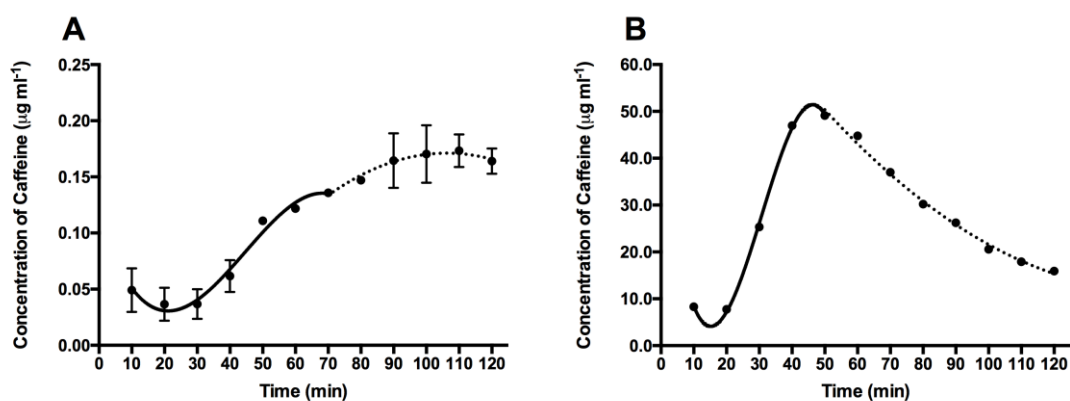 A
Concentration of Caffeine (µg ml⁻¹)
0.25
0.20
0.15
0.10
0.05
0.00
0 10 20 30 40 50 60 70 80 90 100 110 120
Time (min)
B
Concentration of Caffeine (µg ml⁻¹)
60.0
50.0
40.0
30.0
20.0
10.0
0.0
0 10 20 30 40 50 60 70 80 90 100 110 120
Time (min)